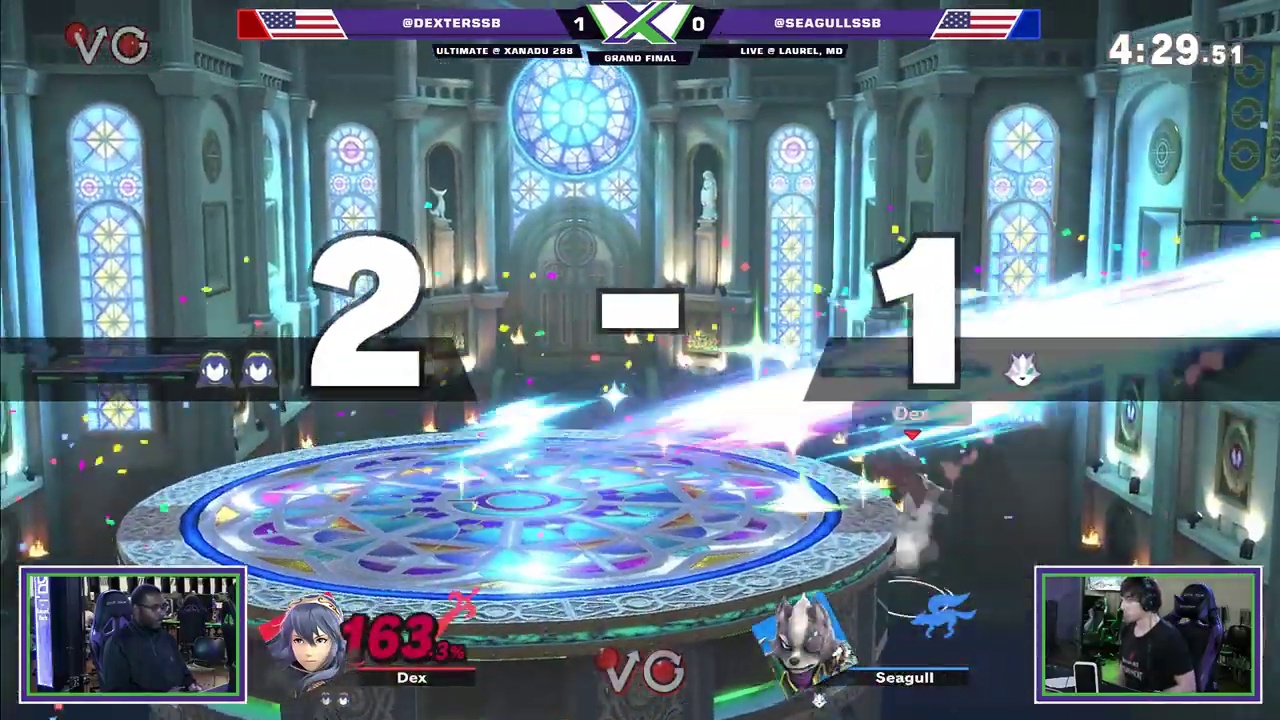 @DEXTERSSB
1
0
@SEAGULLSSB
ULTIMATE @ XANADU 288
LIVE @ LAUREL, MD
GRAND FINAL
VG
4:29.51
2 - 1
Dex
163.3%
Dex
VG
Seagull